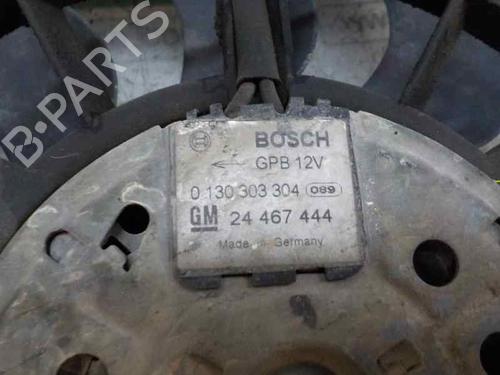 BOSCH
GPB 12V
0 130 303 304 089
GM 24 467 444
Made in Germany
B-PARTS